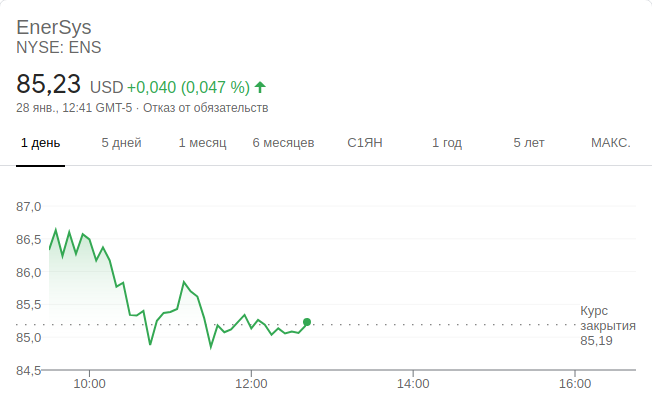 EnerSys
NYSE: ENS
85,23 USD +0,040 (0,047 %)
28 янв., 12:41 GMT-5 · Отказ от обязательств
1 день 5 дней 1 месяц 6 месяцев С1ЯН 1 год 5 лет МАКС.
87,0
86,5
86,0
85,5
Курс
закрытия
85,19
85,0
84,5
10:00 12:00 14:00 16:00